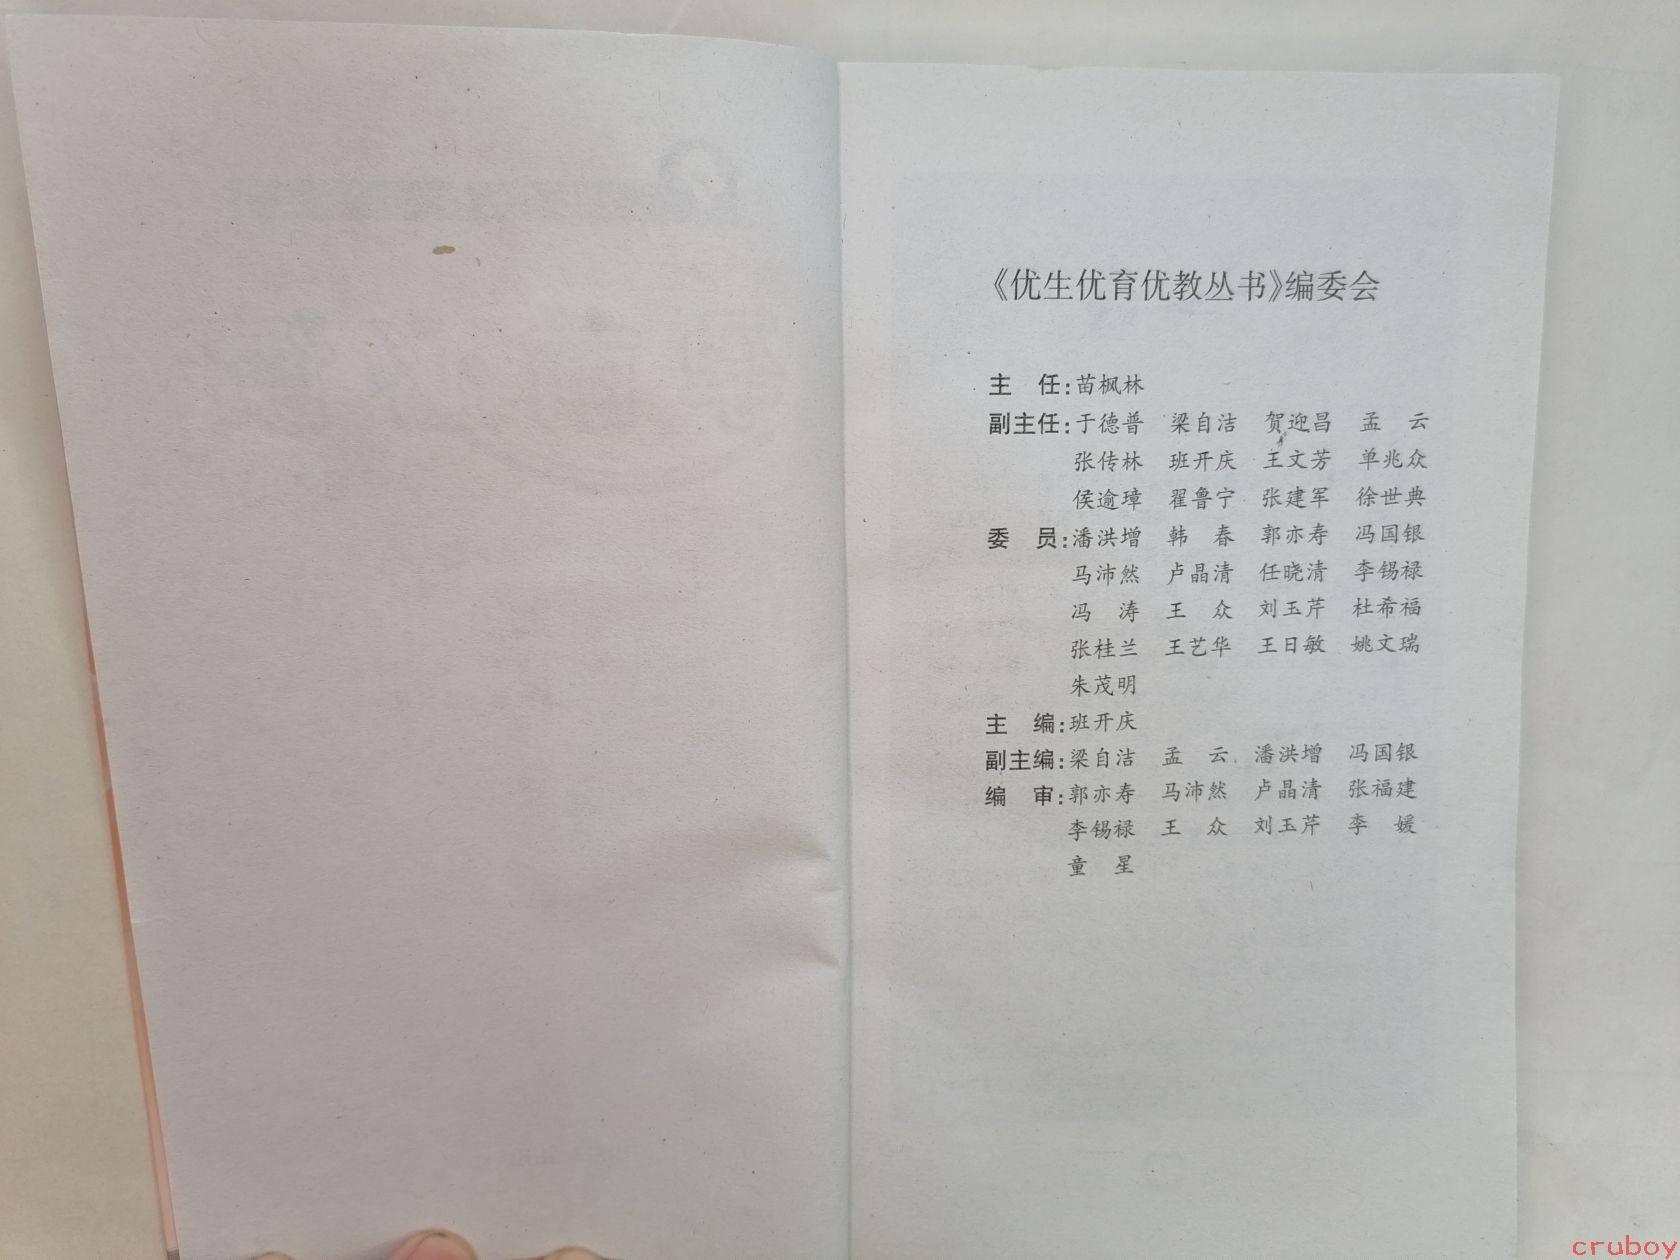 《优生优育优教丛书》编委会
主　任:苗枫林
副主任:于德普　梁自洁　贺迎昌　孟　云
张传林　班开庆　王文芳　单兆众
侯逾璋　翟鲁宁　张建军　徐世典
委　员:潘洪增　韩　春　郭亦寿　冯国银
马沛然　卢晶清　任晓清　李锡禄
冯　涛　王　众　刘玉芹　杜希福
张桂兰　王艺华　王日敏　姚文瑞
朱茂明
主　编:班开庆
副主编:梁自洁　孟　云　潘洪增　冯国银
编　审:郭亦寿　马沛然　卢晶清　张福建
李锡禄　王　众　刘玉芹　李　媛
童　星
cruboy